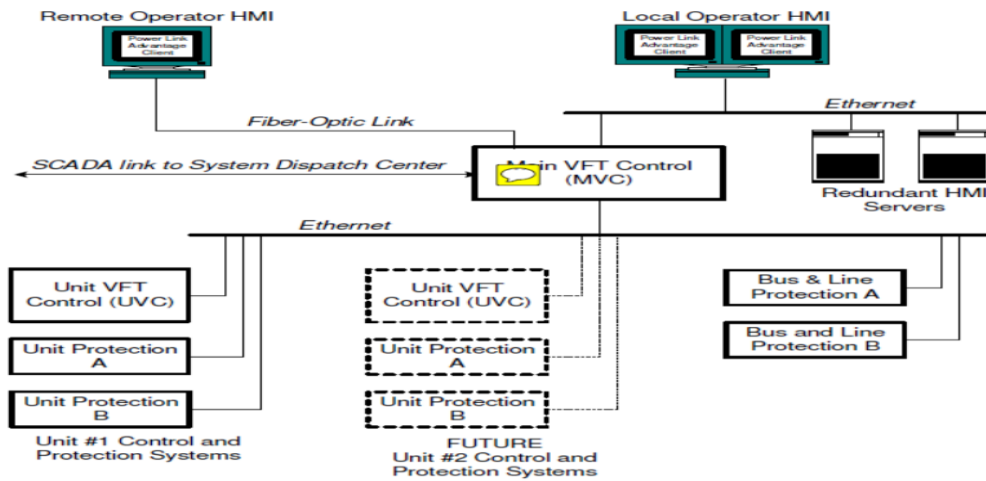 Remote Operator HMI
Local Operator HMI
Power Link
Advantage
Client
Power Link
Advantage
Client
Power Link
Advantage
Client
Ethernet
Fiber-Optic Link
SCADA link to System Dispatch Center
Main VFT Control
(MVC)
Redundant HMI
Servers
Ethernet
Unit VFT
Control (UVC)
Unit VFT
Control (UVC)
Bus & Line
Protection A
Unit Protection
A
Unit Protection
A
Bus and Line
Protection B
Unit Protection
B
Unit Protection
B
Unit #1 Control and
Protection Systems
FUTURE
Unit #2 Control and
Protection Systems